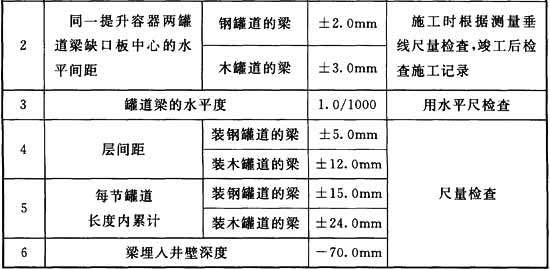 2
同一提升容器两罐
道梁缺口板中心的水
平间距
钢罐道的梁
±2.0mm
木罐道的梁
±3.0mm
施工时根据测量垂
线尺量检查,竣工后检
查施工记录
3
罐道梁的水平度
1.0/1000
用水平尺检查
4
层间距
装钢罐道的梁
±5.0mm
装木罐道的梁
±12.0mm
5
每节罐道
长度内累计
装钢罐道的梁
±15.0mm
装木罐道的梁
±24.0mm
尺量检查
6
梁埋入井壁深度
-70.0mm